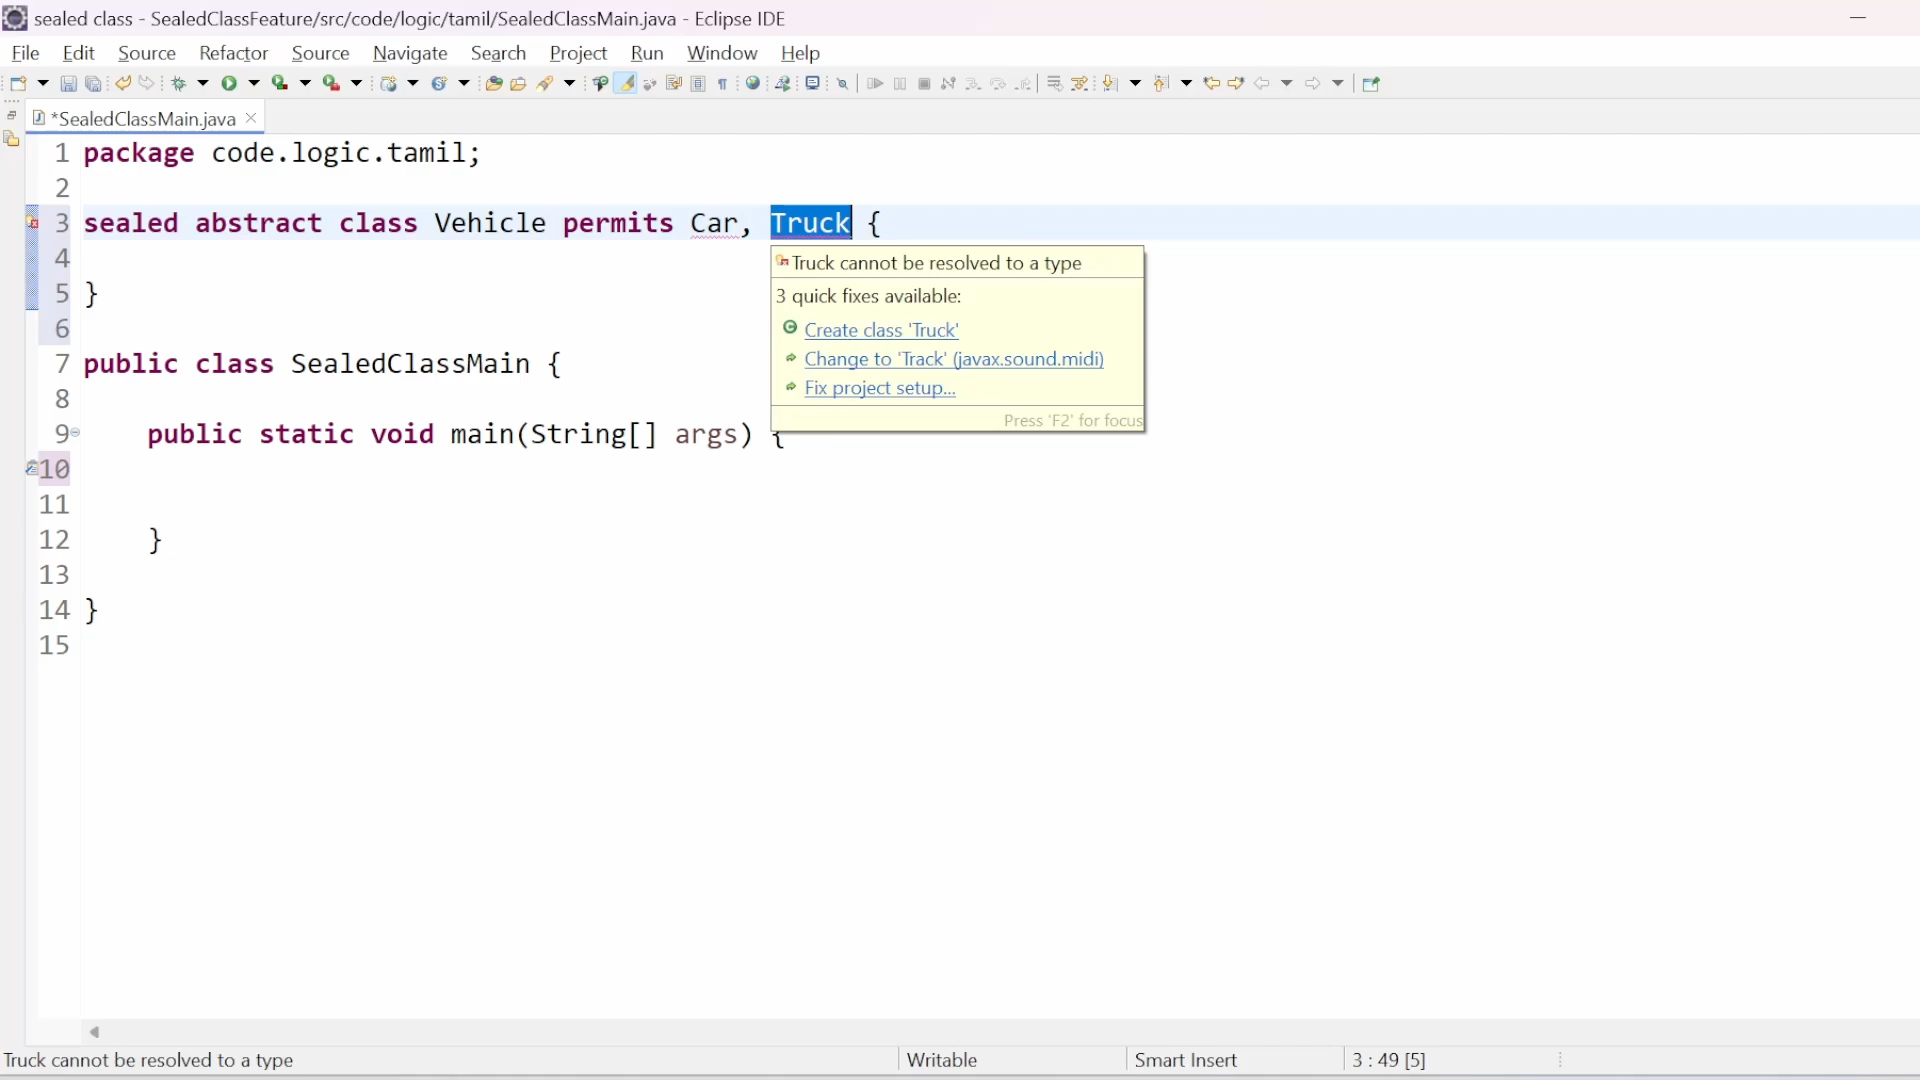 sealed class - SealedClassFeature/src/code/logic/tamil/SealedClassMain.java - Eclipse IDE
File Edit Source Refactor Source Navigate Search Project Run Window Help
*SealedClassMain.java
1 package code.logic.tamil;
2
3 sealed abstract class Vehicle permits Car, Truck {
4
5 }
6
7 public class SealedClassMain {
8
9 public static void main(String[] args) {
10
11
12 }
13
14 }
15
Truck cannot be resolved to a type
3 quick fixes available:
Create class 'Truck'
Change to 'Track' (javax.sound.midi)
Fix project setup...
Press 'F2' for focus
Truck cannot be resolved to a type Writable Smart Insert 3 : 49 [5]